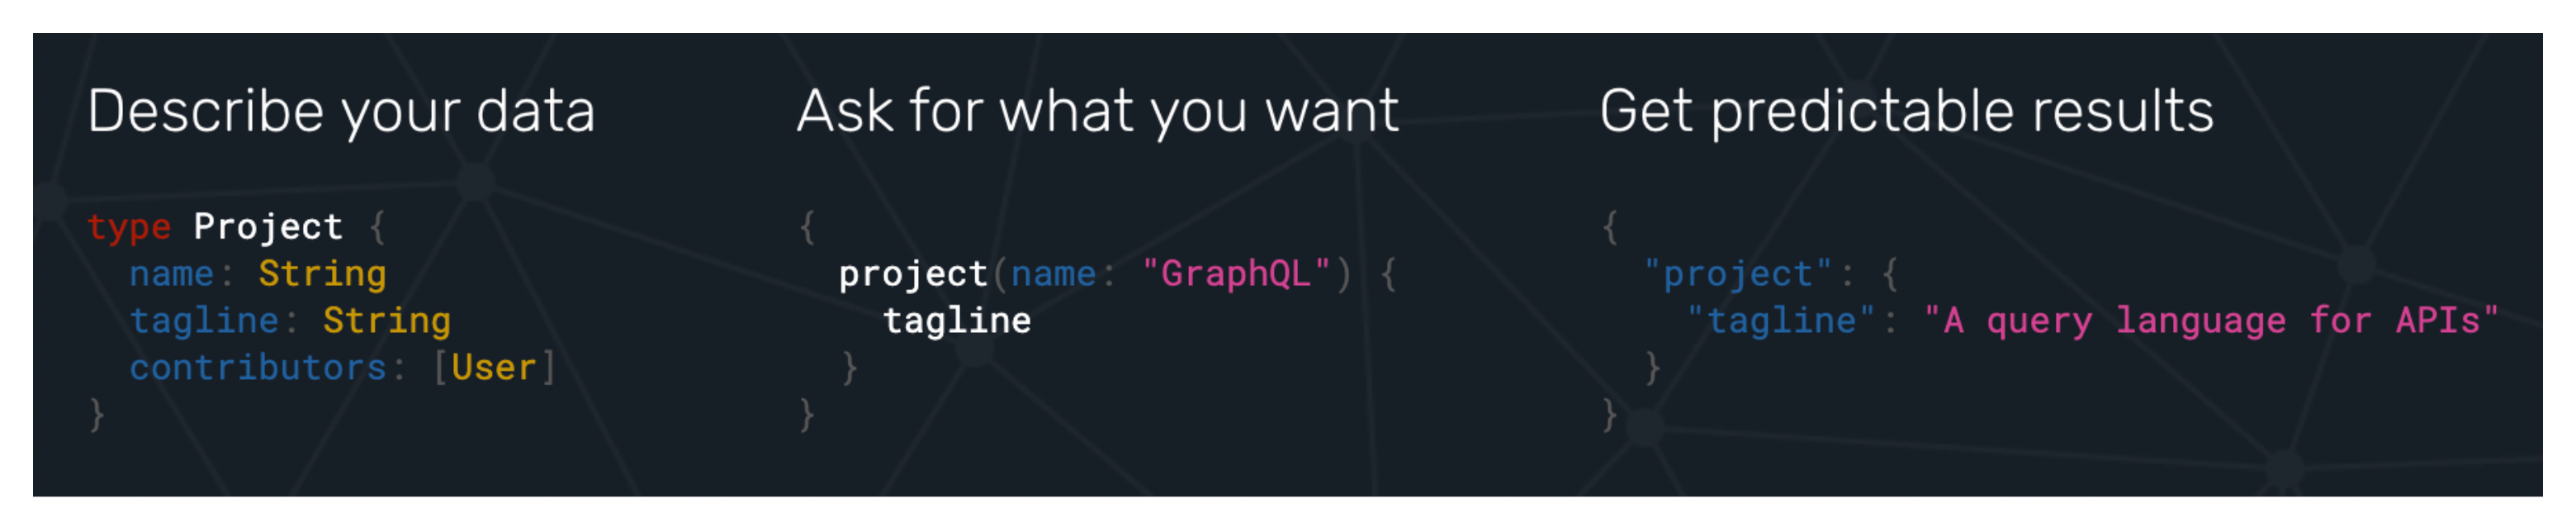 Describe your data
type Project {
  name: String
  tagline: String
  contributors: [User]
}
Ask for what you want
{
  project(name: "GraphQL") {
    tagline
  }
}
Get predictable results
{
  "project": {
    "tagline": "A query language for APIs"
  }
}